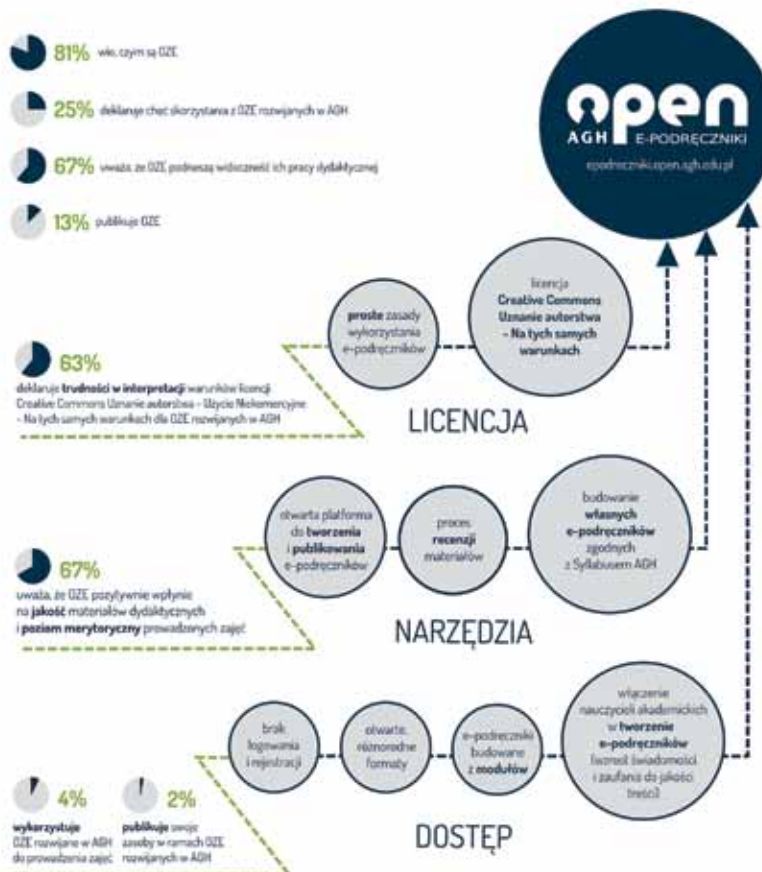 81% wie, czym są OZE
25% deklaruje chęć skorzystania z OZE rozwijanych w AGH
67% uważa, że OZE podnoszą widoczność ich pracy dydaktycznej
13% publikuje OZE
open
AGH E-PODRĘCZNIKI
epodreczniki.open.agh.edu.pl
63%
deklaruje trudności w interpretacji warunków licencji
Creative Commons Uznanie autorstwa – Użycie Niekomercyjne
– Na tych samych warunkach dla OZE rozwijanych w AGH
proste zasady
wykorzystania
e-podręczników
licencja
Creative Commons
Uznanie autorstwa
– Na tych samych
warunkach
LICENCJA
67%
uważa, że OZE pozytywnie wpłynie
na jakość materiałów dydaktycznych
i poziom merytoryczny prowadzonych zajęć
otwarta platforma
do tworzenia
i publikowania
e-podręczników
proces
recenzji
materiałów
budowanie
własnych
e-podręczników
zgodnych
z Syllabusem AGH
NARZĘDZIA
4%
wykorzystuje
OZE rozwijane w AGH
do prowadzenia zajęć
2%
publikuje swoje
zasoby w ramach OZE
rozwijanych w AGH
brak
logowania
i rejestracji
otwarte,
różnorodne
formaty
e-podręczniki
budowane
z modułów
włączenie
nauczycieli akademickich
w tworzenie
e-podręczników
(wzrost świadomości
i zaufania do jakości
treści)
DOSTĘP